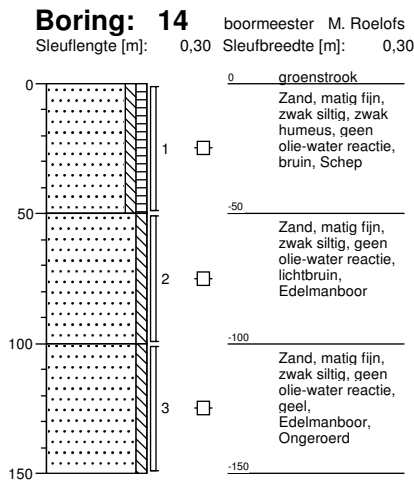 Boring: 14 boormeester M. Roelofs
Sleuflengte [m]: 0,30 Sleufbreedte [m]: 0,30
0
50
100
150
1
2
3
0 groenstrook
Zand, matig fijn,
zwak siltig, zwak
humeus, geen
olie-water reactie,
bruin, Schep
-50
Zand, matig fijn,
zwak siltig, geen
olie-water reactie,
lichtbruin,
Edelmanboor
-100
Zand, matig fijn,
zwak siltig, geen
olie-water reactie,
geel,
Edelmanboor,
Ongeroerd
-150